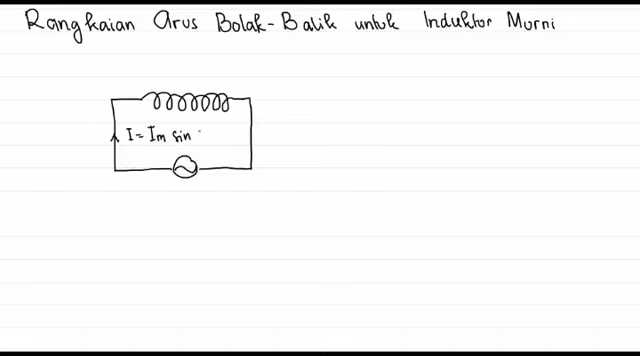 Rangkaian Arus Bolak-Balik untuk Induktor Murni
I = Im sin